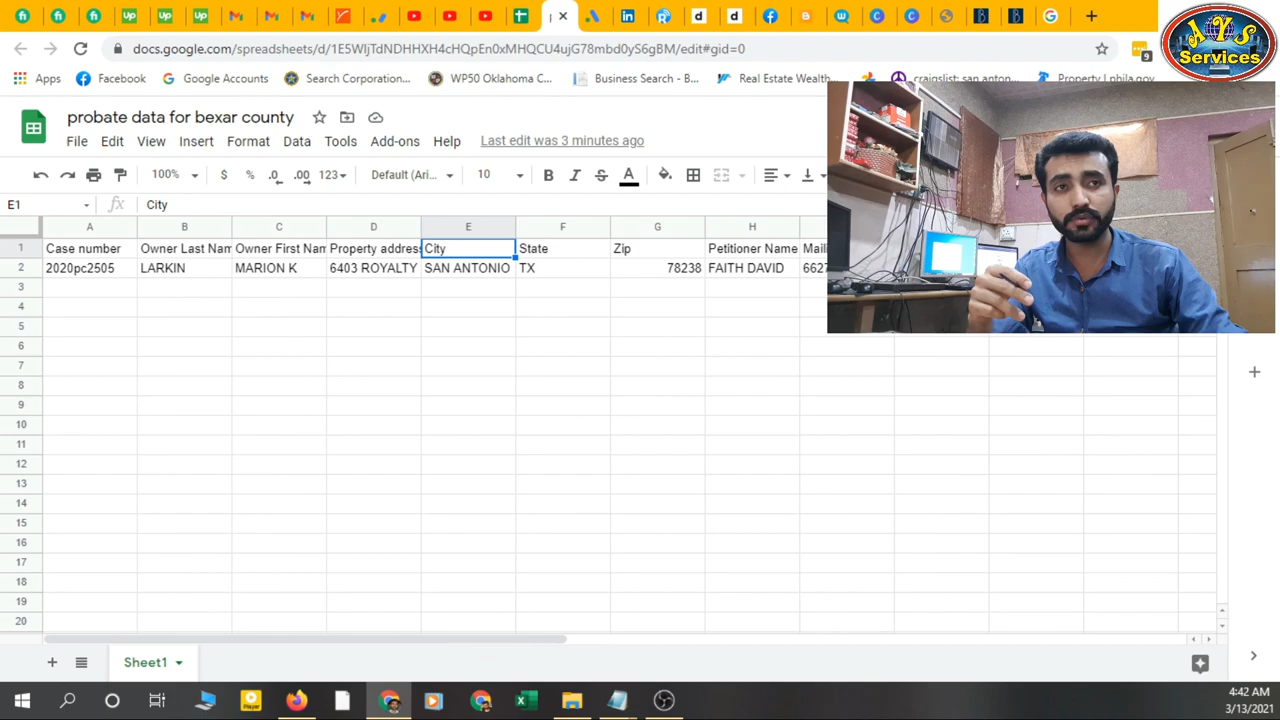 docs.google.com/spreadsheets/d/1E5WljTdNDHHXH4cHQpEn0xMHQCU4ujG78mbd0yS6gBM/edit#gid=0
9
AYS
Services
Apps
Facebook
Google Accounts
Search Corporation...
WP50 Oklahoma C...
Business Search - B...
Real Estate Wealth...
craigslist: san anton...
Property | phila.gov
probate data for bexar county
File Edit View Insert Format Data Tools Add-ons Help Last edit was 3 minutes ago
100% $ % .0 .00 123 Default (Ari... 10 B I S A
E1 fx City
A B C D E F G H
1 Case number Owner Last Nam Owner First Nam Property address City State Zip Petitioner Name Maili
2 2020pc2505 LARKIN MARION K 6403 ROYALTY SAN ANTONIO TX 78238 FAITH DAVID 6627
3
4
5
6
7
8
9
10
11
12
13
14
15
16
17
18
19
20
Sheet1
4:42 AM
3/13/2021